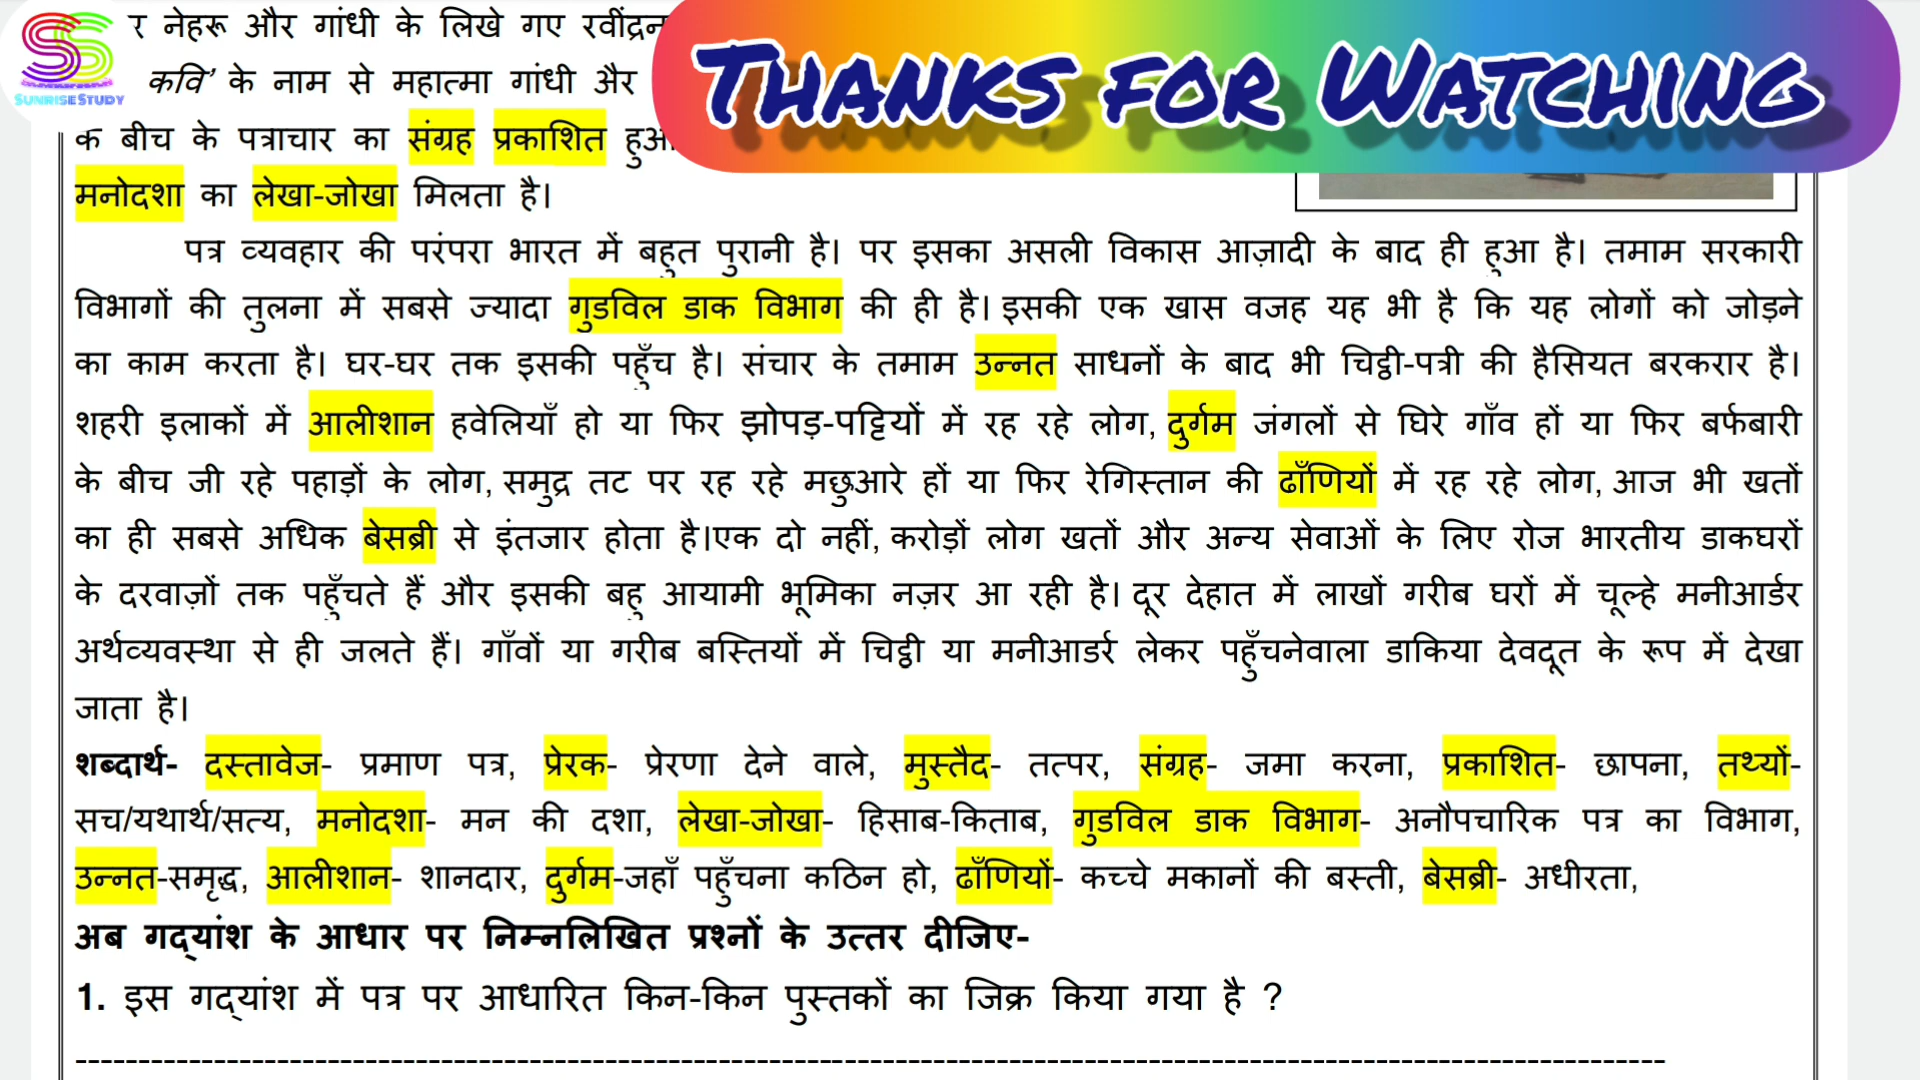 SS
SUNRISE STUDY
THANKS FOR WATCHING
र नेहरू और गांधी के लिखे गए
कवि’ के नाम से महात्मा गांधी अैर
के बीच के पत्राचार का संग्रह प्रकाशित
मनोदशा का लेखा-जोखा मिलता है।
पत्र व्यवहार की परंपरा भारत में बहुत पुरानी है। पर इसका असली विकास आज़ादी के बाद ही हुआ है। तमाम सरकारी
विभागों की तुलना में सबसे ज्यादा गुडविल डाक विभाग की ही है। इसकी एक खास वजह यह भी है कि यह लोगों को जोड़ने
का काम करता है। घर-घर तक इसकी पहुँच है। संचार के तमाम उन्नत साधनों के बाद भी चिट्ठी-पत्री की हैसियत बरकरार है।
शहरी इलाकों में आलीशान हवेलियाँ हो या फिर झोपड़-पट्टियों में रह रहे लोग, दुर्गम जंगलों से घिरे गाँव हों या फिर बर्फबारी
के बीच जी रहे पहाड़ों के लोग, समुद्र तट पर रह रहे मछुआरे हों या फिर रेगिस्तान की ढाँणियों में रह रहे लोग, आज भी खतों
का ही सबसे अधिक बेसब्री से इंतजार होता है।एक दो नहीं, करोड़ों लोग खतों और अन्य सेवाओं के लिए रोज भारतीय डाकघरों
के दरवाज़ों तक पहुँचते हैं और इसकी बहु आयामी भूमिका नज़र आ रही है। दूर देहात में लाखों गरीब घरों में चूल्हे मनीआर्डर
अर्थव्यवस्था से ही जलते हैं। गाँवों या गरीब बस्तियों में चिट्ठी या मनीआडर्र लेकर पहुँचनेवाला डाकिया देवदूत के रूप में देखा
जाता है।
शब्दार्थ- दस्तावेज- प्रमाण पत्र, प्रेरक- प्रेरणा देने वाले, मुस्तैद- तत्पर, संग्रह- जमा करना, प्रकाशित- छापना, तथ्यों-
सच/यथार्थ/सत्य, मनोदशा- मन की दशा, लेखा-जोखा- हिसाब-किताब, गुडविल डाक विभाग- अनौपचारिक पत्र का विभाग,
उन्नत-समृद्ध, आलीशान- शानदार, दुर्गम-जहाँ पहुँचना कठिन हो, ढाँणियों- कच्चे मकानों की बस्ती, बेसब्री- अधीरता,
अब गद्यांश के आधार पर निम्नलिखित प्रश्नों के उत्तर दीजिए-
1. इस गद्यांश में पत्र पर आधारित किन-किन पुस्तकों का जिक्र किया गया है ?